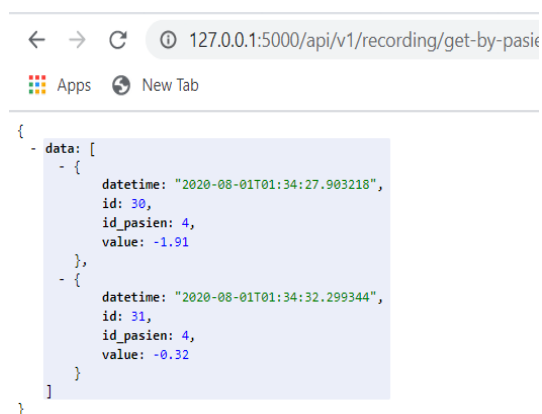 127.0.0.1:5000/api/v1/recording/get-by-pasie
Apps New Tab
{
- data: [
- {
datetime: "2020-08-01T01:34:27.903218",
id: 30,
id_pasien: 4,
value: -1.91
},
- {
datetime: "2020-08-01T01:34:32.299344",
id: 31,
id_pasien: 4,
value: -0.32
}
]
}